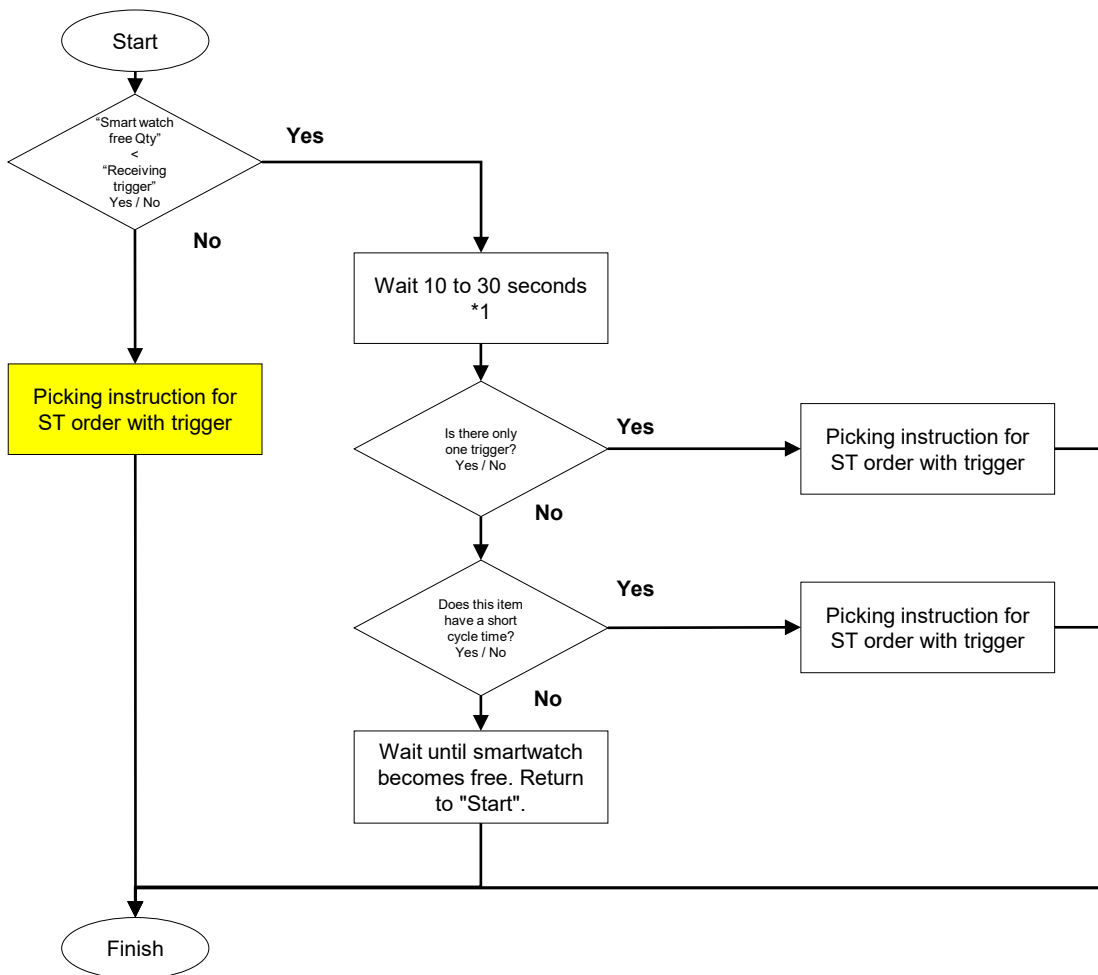 Start
“Smart watch
free Qty”
<
“Receiving
trigger”
Yes / No
Yes
No
Wait 10 to 30 seconds
*1
Picking instruction for
ST order with trigger
Is there only
one trigger?
Yes / No
Yes
Picking instruction for
ST order with trigger
No
Does this item
have a short
cycle time?
Yes / No
Yes
Picking instruction for
ST order with trigger
No
Wait until smartwatch
becomes free. Return
to "Start".
Finish